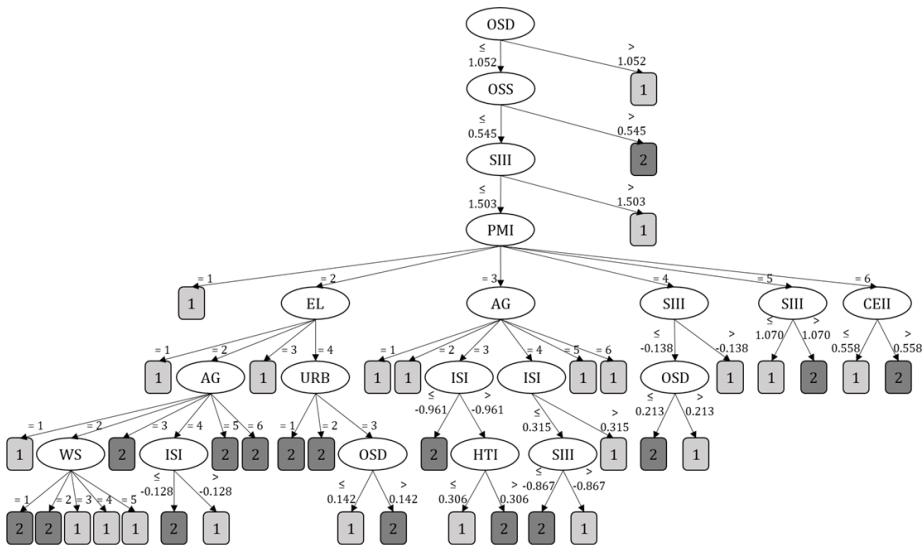 OSD
≤ >
1.052 1.052
OSS 1
≤ >
0.545 0.545
SIII 2
≤ >
1.503 1.503
PMI 1
= 1 = 2 = 3 = 4 = 5 = 6
1 EL AG SIII SIII CEII
= 1 = 2 = 3 = 4 = 1 = 2 = 3 = 4 = 5 = 6 ≤ > ≤ > ≤ >
-0.138 -0.138 1.070 1.070 0.558 0.558
1 AG 1 URB 1 1 ISI ISI 1 1 OSD 1 1 2 1 2
= 1 = 2 = 3 = 4 = 5 = 6 = 1 = 2 = 3 ≤ > ≤ > ≤ >
-0.961 -0.961 0.315 0.315 0.213 0.213
1 WS 2 ISI 2 2 2 2 OSD 2 HTI SIII 1 2 1
= 1 = 2 = 3 = 4 = 5 ≤ > ≤ > ≤ > ≤ >
-0.128 -0.128 0.142 0.142 0.306 0.306 -0.867 -0.867
2 2 1 1 1 2 1 1 2 1 2 2 1